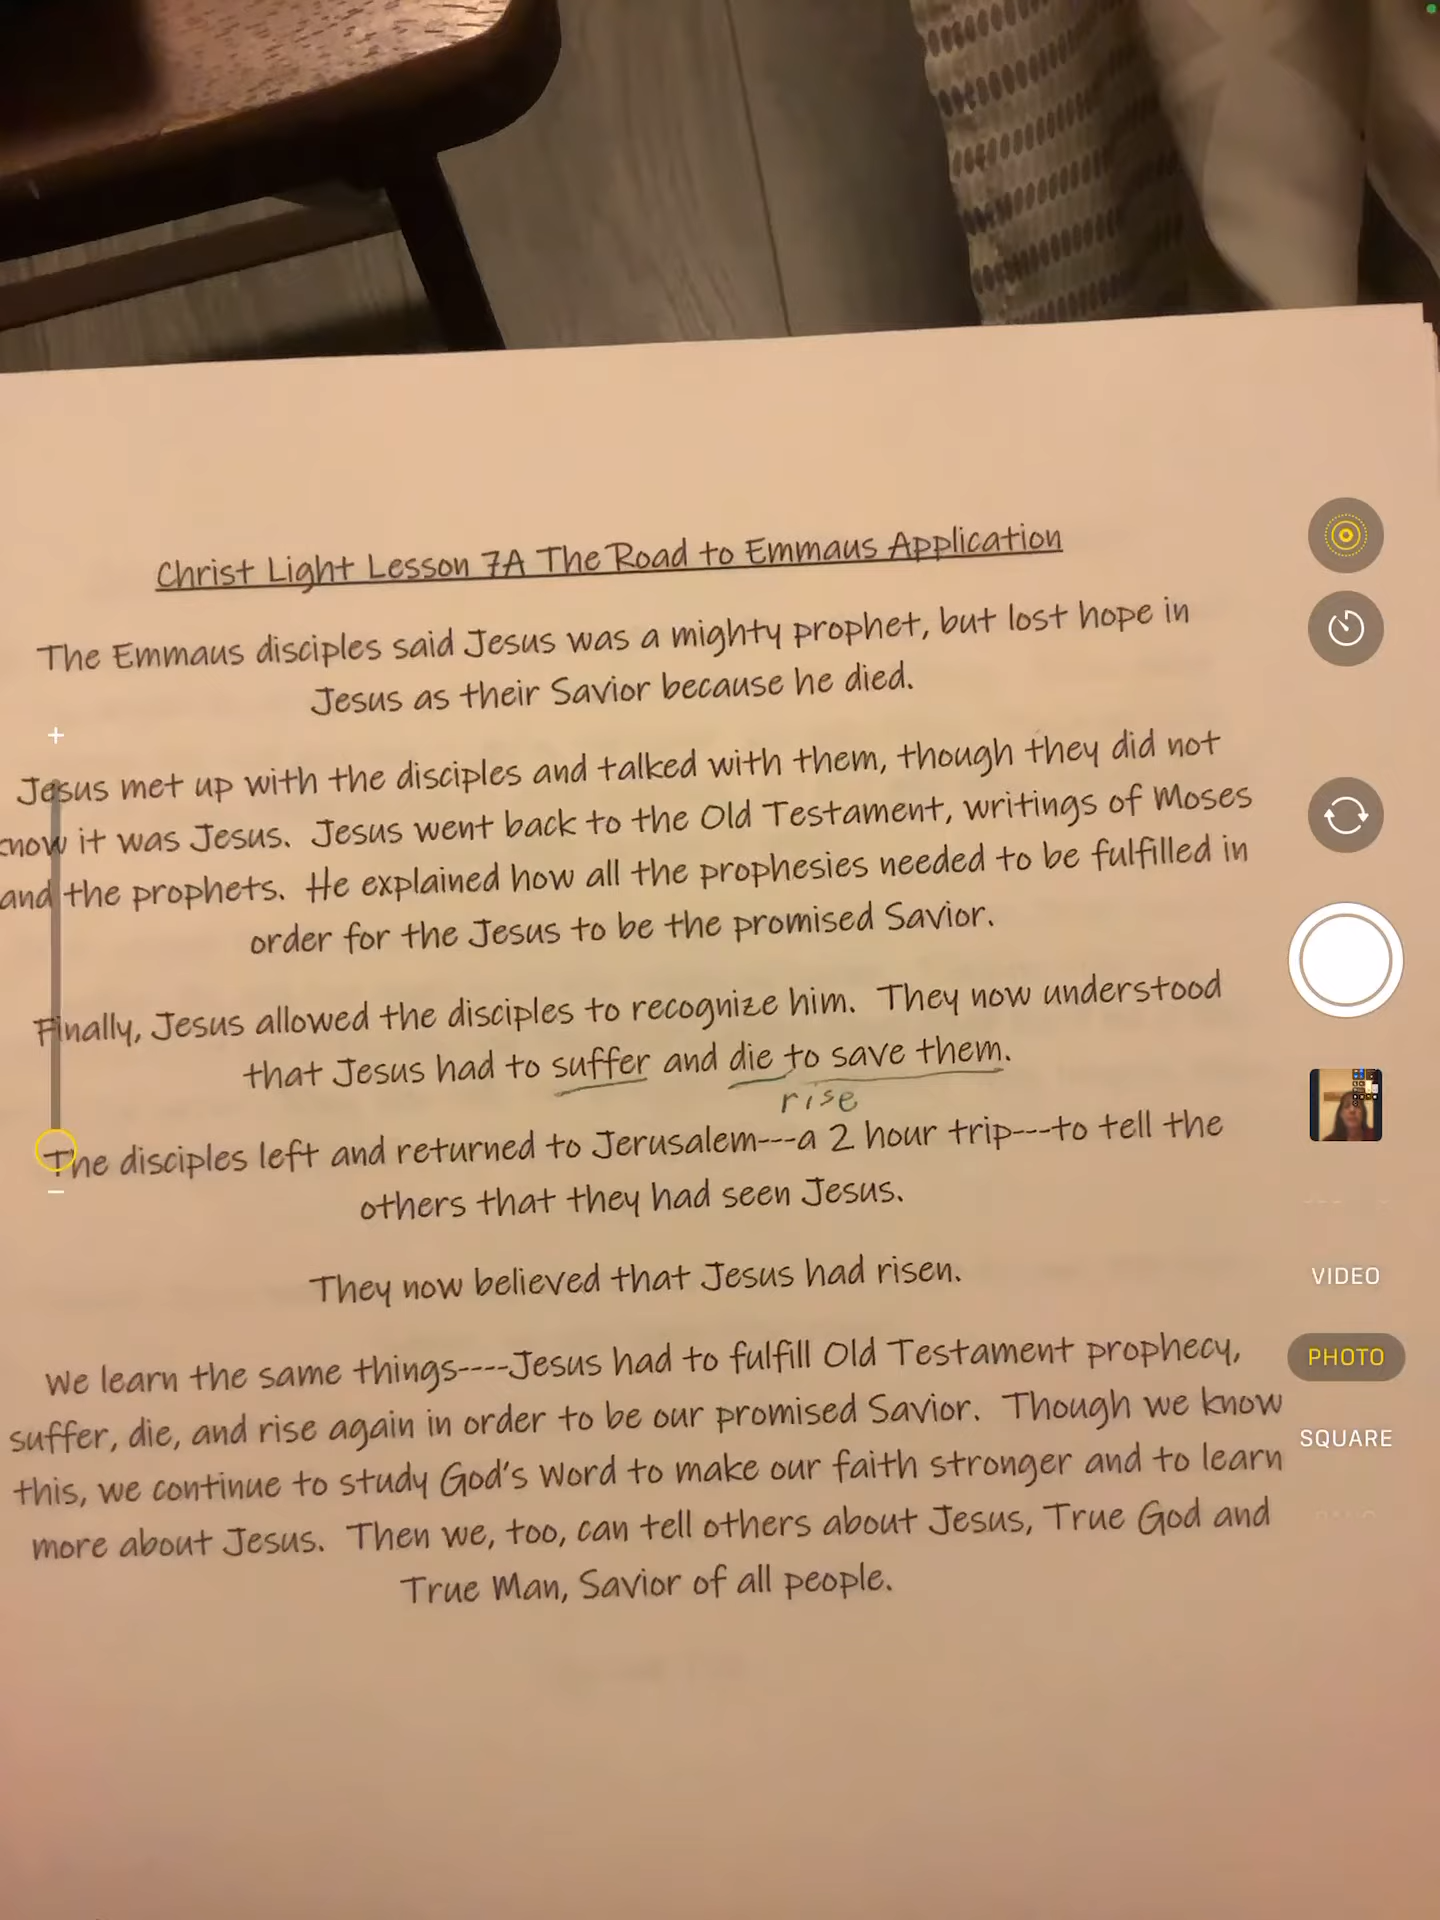 Christ Light Lesson 7A The Road to Emmaus Application
The Emmaus disciples said Jesus was a mighty prophet, but lost hope in
Jesus as their Savior because he died.
Jesus met up with the disciples and talked with them, though they did not
know it was Jesus. Jesus went back to the Old Testament, writings of Moses
and the prophets. He explained how all the prophesies needed to be fulfilled in
order for the Jesus to be the promised Savior.
Finally, Jesus allowed the disciples to recognize him. They now understood
that Jesus had to suffer and die to save them.
rise
The disciples left and returned to Jerusalem---a 2 hour trip---to tell the
others that they had seen Jesus.
They now believed that Jesus had risen.
We learn the same things----Jesus had to fulfill Old Testament prophecy,
suffer, die, and rise again in order to be our promised Savior. Though we know
this, we continue to study God's Word to make our faith stronger and to learn
more about Jesus. Then we, too, can tell others about Jesus, True God and
True Man, Savior of all people.
VIDEO
PHOTO
SQUARE